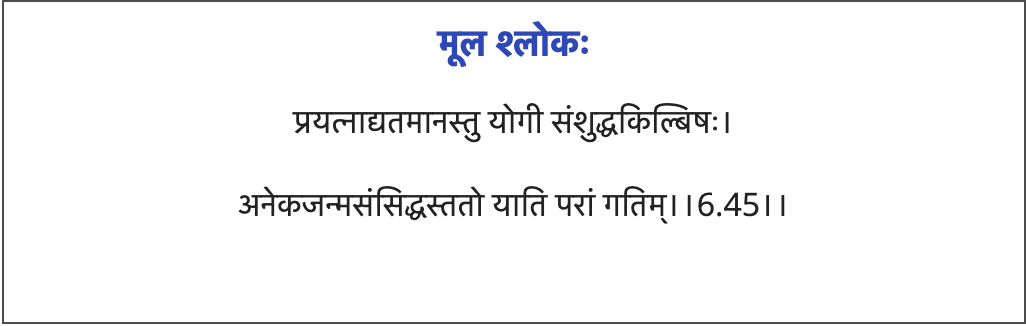 मूल श्लोकः
प्रयत्नाद्यतमानस्तु योगी संशुद्धकिल्बिषः।
अनेकजन्मसंसिद्धस्ततो याति परां गतिम्।।6.45।।